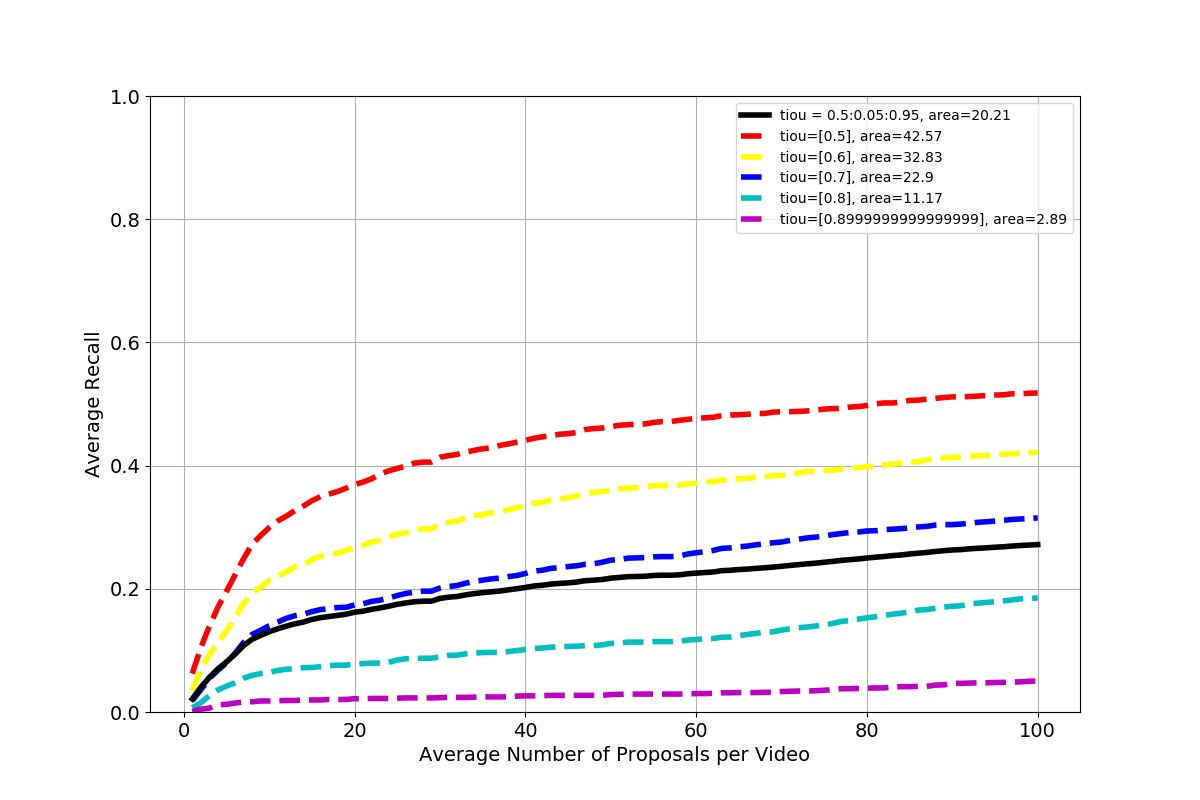 1.0
0.8
0.6
0.4
0.2
0.0
Average Recall
tiou = 0.5:0.05:0.95, area=20.21
tiou=[0.5], area=42.57
tiou=[0.6], area=32.83
tiou=[0.7], area=22.9
tiou=[0.8], area=11.17
tiou=[0.8999999999999999], area=2.89
0 20 40 60 80 100
Average Number of Proposals per Video